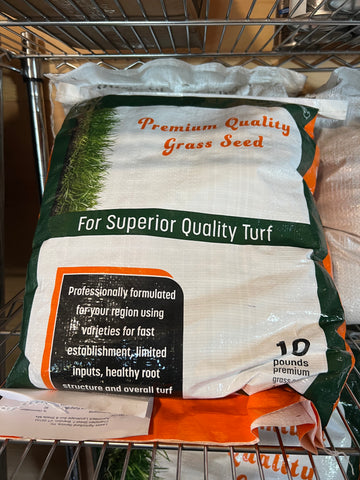 Premium Quality
Grass Seed
For Superior Quality Turf
Professionally formulated
for your region using
varieties for fast
establishment, limited
inputs, healthy root
structure and overall turf
10
pounds
premium
grass